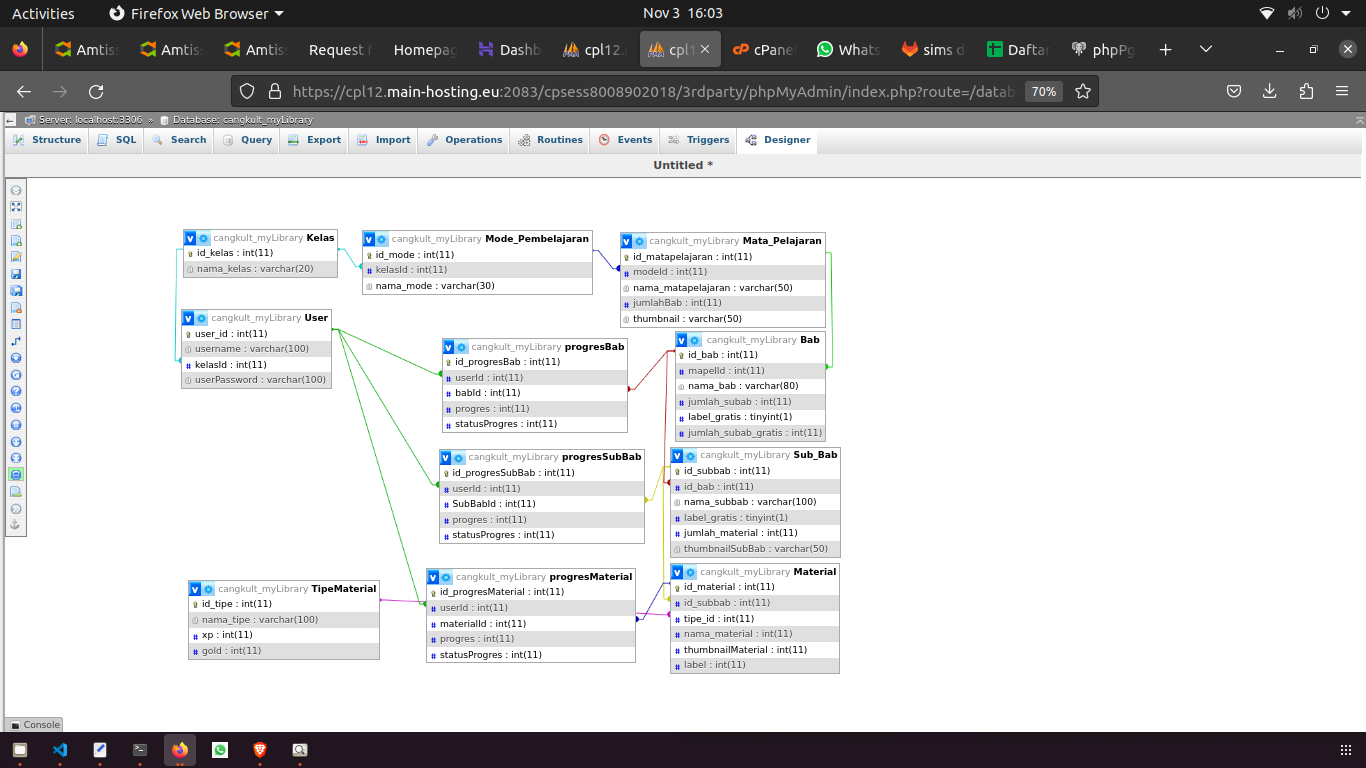 Activities Firefox Web Browser Nov 3 16:03
Amtiss Amtiss Amtiss Request f Homepag Dashb cpl12. cpl1 cPanel Whats sims d Daftar phpPg
https://cpl12.main-hosting.eu:2083/cpsess8008902018/3rdparty/phpMyAdmin/index.php?route=/datab 70%
Server: localhost:3306 » Database: cangkult_myLibrary
Structure SQL Search Query Export Import Operations Routines Events Triggers Designer
Untitled *
cangkult_myLibrary Kelas
id_kelas : int(11)
nama_kelas : varchar(20)
cangkult_myLibrary Mode_Pembelajaran
id_mode : int(11)
kelasId : int(11)
nama_mode : varchar(30)
cangkult_myLibrary Mata_Pelajaran
id_matapelajaran : int(11)
modeId : int(11)
nama_matapelajaran : varchar(50)
jumlahBab : int(11)
thumbnail : varchar(50)
cangkult_myLibrary User
user_id : int(11)
username : varchar(100)
kelasId : int(11)
userPassword : varchar(100)
cangkult_myLibrary progresBab
id_progresBab : int(11)
userId : int(11)
babId : int(11)
progres : int(11)
statusProgres : int(11)
cangkult_myLibrary Bab
id_bab : int(11)
mapelId : int(11)
nama_bab : varchar(80)
jumlah_subab : int(11)
label_gratis : tinyint(1)
jumlah_subab_gratis : int(11)
cangkult_myLibrary progresSubBab
id_progresSubBab : int(11)
userId : int(11)
SubBabId : int(11)
progres : int(11)
statusProgres : int(11)
cangkult_myLibrary Sub_Bab
id_subbab : int(11)
id_bab : int(11)
nama_subbab : varchar(100)
label_gratis : tinyint(1)
jumlah_material : int(11)
thumbnailSubBab : varchar(50)
cangkult_myLibrary TipeMaterial
id_tipe : int(11)
nama_tipe : varchar(100)
xp : int(11)
gold : int(11)
cangkult_myLibrary progresMaterial
id_progresMaterial : int(11)
userId : int(11)
materialId : int(11)
progres : int(11)
statusProgres : int(11)
cangkult_myLibrary Material
id_material : int(11)
id_subbab : int(11)
tipe_id : int(11)
nama_material : int(11)
thumbnailMaterial : int(11)
label : int(11)
Console